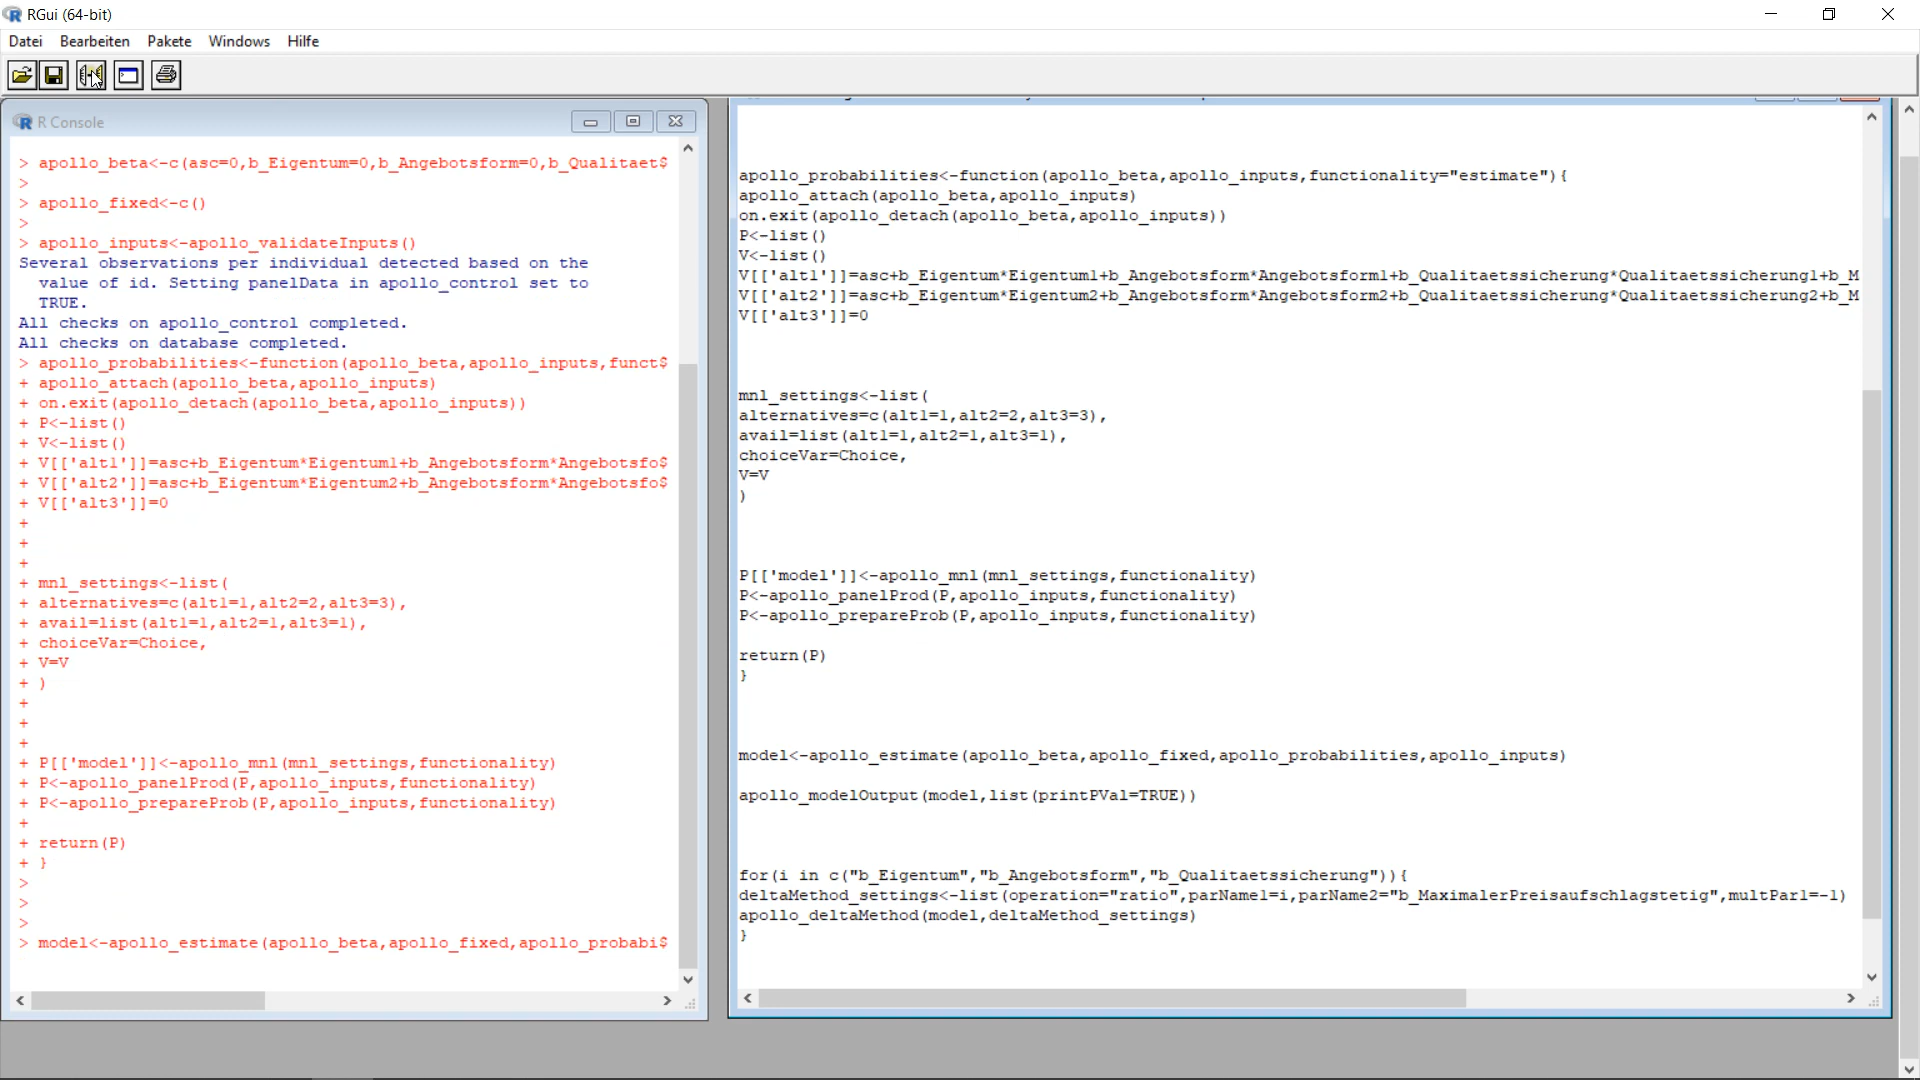 RGui (64-bit)
Datei Bearbeiten Pakete Windows Hilfe
R Console
> apollo_beta<-c(asc=0,b_Eigentum=0,b_Angebotsform=0,b_Qualitaet$
>
> apollo_fixed<-c()
>
> apollo_inputs<-apollo_validateInputs()
Several observations per individual detected based on the
value of id. Setting panelData in apollo_control set to
TRUE.
All checks on apollo_control completed.
All checks on database completed.
> apollo_probabilities<-function(apollo_beta,apollo_inputs,funct$
+ apollo_attach(apollo_beta,apollo_inputs)
+ on.exit(apollo_detach(apollo_beta,apollo_inputs))
+ P<-list()
+ V<-list()
+ V[['alt1']]=asc+b_Eigentum*Eigentum1+b_Angebotsform*Angebotsfo$
+ V[['alt2']]=asc+b_Eigentum*Eigentum2+b_Angebotsform*Angebotsfo$
+ V[['alt3']]=0
+
+
+
+ mnl_settings<-list(
+ alternatives=c(alt1=1,alt2=2,alt3=3),
+ avail=list(alt1=1,alt2=1,alt3=1),
+ choiceVar=Choice,
+ V=V
+ )
+
+
+
+ P[['model']]<-apollo_mnl(mnl_settings,functionality)
+ P<-apollo_panelProd(P,apollo_inputs,functionality)
+ P<-apollo_prepareProb(P,apollo_inputs,functionality)
+
+ return(P)
+ }
>
>
>
> model<-apollo_estimate(apollo_beta,apollo_fixed,apollo_probabi$
apollo_probabilities<-function(apollo_beta,apollo_inputs,functionality="estimate"){
apollo_attach(apollo_beta,apollo_inputs)
on.exit(apollo_detach(apollo_beta,apollo_inputs))
P<-list()
V<-list()
V[['alt1']]=asc+b_Eigentum*Eigentum1+b_Angebotsform*Angebotsform1+b_Qualitaetssicherung*Qualitaetssicherung1+b_M
V[['alt2']]=asc+b_Eigentum*Eigentum2+b_Angebotsform*Angebotsform2+b_Qualitaetssicherung*Qualitaetssicherung2+b_M
V[['alt3']]=0
mnl_settings<-list(
alternatives=c(alt1=1,alt2=2,alt3=3),
avail=list(alt1=1,alt2=1,alt3=1),
choiceVar=Choice,
V=V
)
P[['model']]<-apollo_mnl(mnl_settings,functionality)
P<-apollo_panelProd(P,apollo_inputs,functionality)
P<-apollo_prepareProb(P,apollo_inputs,functionality)
return(P)
}
model<-apollo_estimate(apollo_beta,apollo_fixed,apollo_probabilities,apollo_inputs)
apollo_modelOutput(model,list(printPVal=TRUE))
for(i in c("b_Eigentum","b_Angebotsform","b_Qualitaetssicherung")){
deltaMethod_settings<-list(operation="ratio",parName1=i,parName2="b_MaximalerPreisaufschlagstetig",multPar1=-1)
apollo_deltaMethod(model,deltaMethod_settings)
}